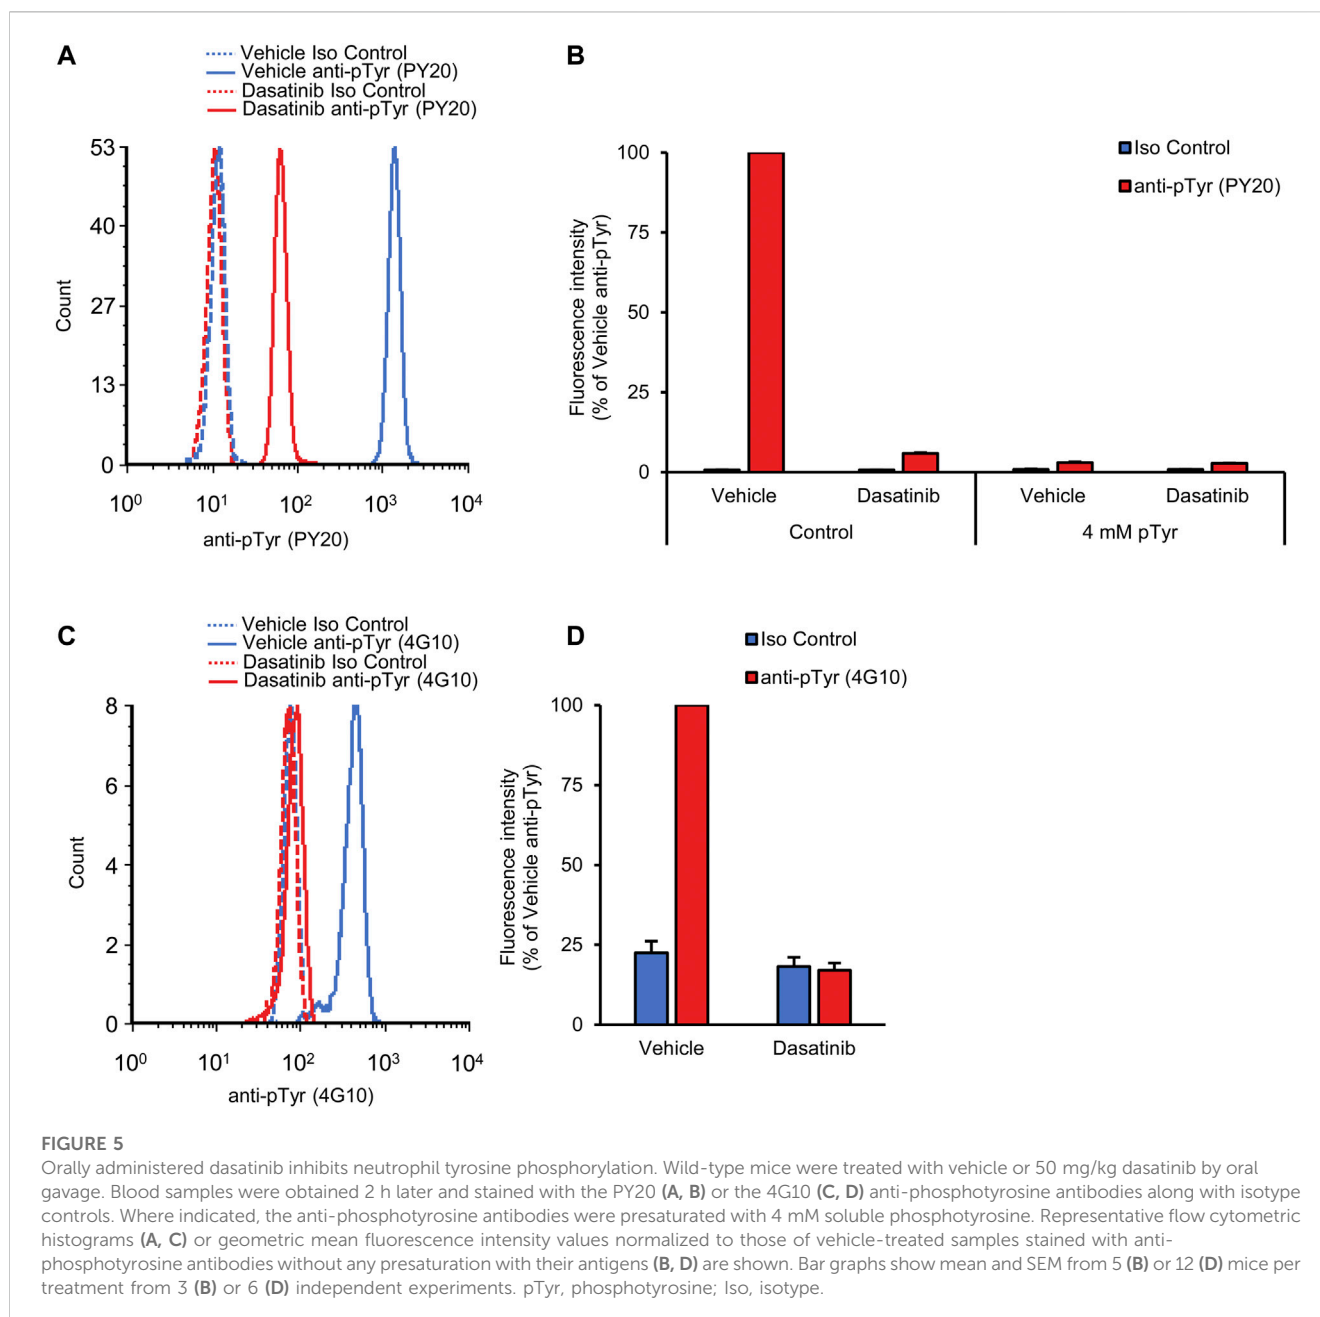 A
Vehicle Iso Control
Vehicle anti-pTyr (PY20)
Dasatinib Iso Control
Dasatinib anti-pTyr (PY20)
53
40
27
13
0
Count
10⁰
10¹
10²
10³
10⁴
anti-pTyr (PY20)
B
Iso Control
anti-pTyr (PY20)
100
75
50
25
0
Fluorescence intensity
(% of Vehicle anti-pTyr)
Vehicle
Dasatinib
Vehicle
Dasatinib
Control
4 mM pTyr
C
Vehicle Iso Control
Vehicle anti-pTyr (4G10)
Dasatinib Iso Control
Dasatinib anti-pTyr (4G10)
8
6
4
2
0
Count
10⁰
10¹
10²
10³
10⁴
anti-pTyr (4G10)
D
Iso Control
anti-pTyr (4G10)
100
75
50
25
0
Fluorescence intensity
(% of Vehicle anti-pTyr)
Vehicle
Dasatinib
FIGURE 5
Orally administered dasatinib inhibits neutrophil tyrosine phosphorylation. Wild-type mice were treated with vehicle or 50 mg/kg dasatinib by oral
gavage. Blood samples were obtained 2 h later and stained with the PY20 (A, B) or the 4G10 (C, D) anti-phosphotyrosine antibodies along with isotype
controls. Where indicated, the anti-phosphotyrosine antibodies were presaturated with 4 mM soluble phosphotyrosine. Representative flow cytometric
histograms (A, C) or geometric mean fluorescence intensity values normalized to those of vehicle-treated samples stained with anti-
phosphotyrosine antibodies without any presaturation with their antigens (B, D) are shown. Bar graphs show mean and SEM from 5 (B) or 12 (D) mice per
treatment from 3 (B) or 6 (D) independent experiments. pTyr, phosphotyrosine; Iso, isotype.